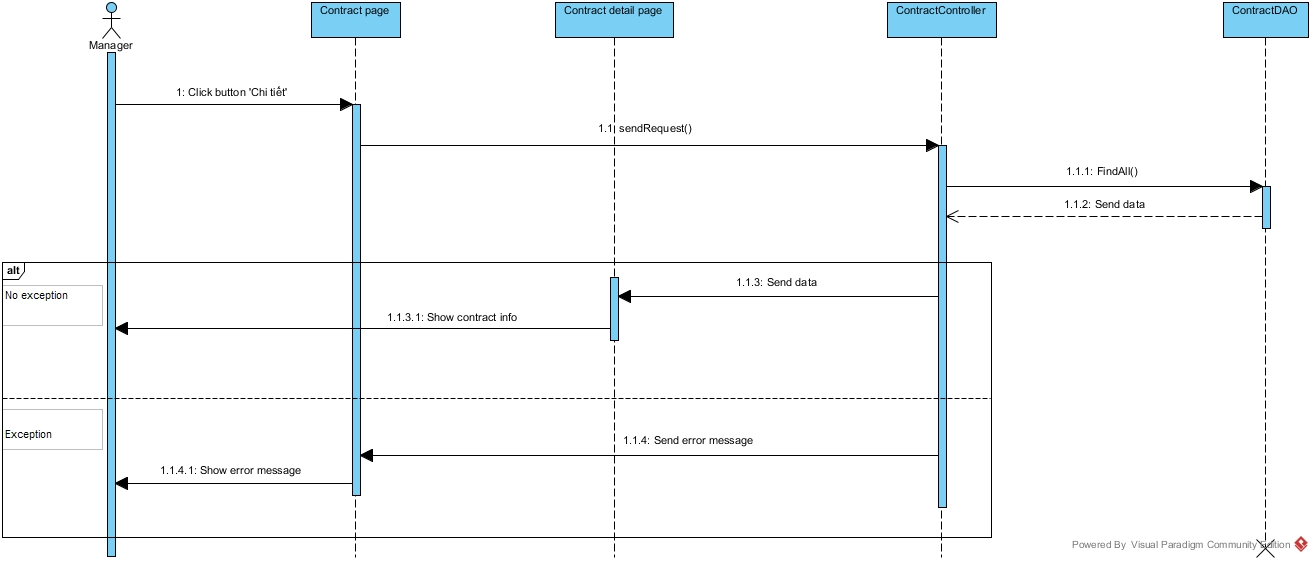 Contract page
Contract detail page
ContractController
ContractDAO
Manager
1: Click button 'Chi tiết'
1.1: sendRequest()
1.1.1: FindAll()
1.1.2: Send data
alt
No exception
1.1.3: Send data
1.1.3.1: Show contract info
Exception
1.1.4: Send error message
1.1.4.1: Show error message
Powered By Visual Paradigm Community Edition